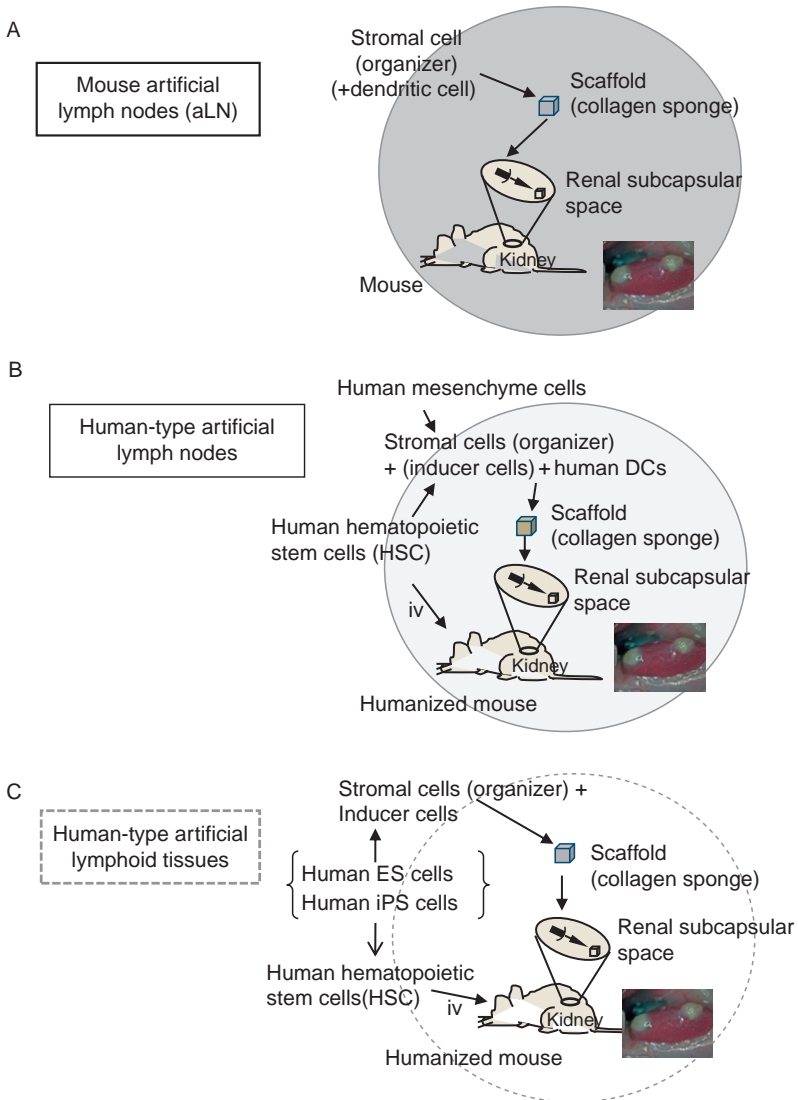 A
Mouse artificial
lymph nodes (aLN)
Stromal cell
(organizer)
(+dendritic cell)
Scaffold
(collagen sponge)
Renal subcapsular
space
Kidney
Mouse
B
Human-type artificial
lymph nodes
Human mesenchyme cells
Stromal cells (organizer)
+ (inducer cells) + human DCs
Human hematopoietic
stem cells (HSC)
Scaffold
(collagen sponge)
Renal subcapsular
space
iv
Kidney
Humanized mouse
C
Human-type artificial
lymphoid tissues
Stromal cells (organizer) +
Inducer cells
Human ES cells
Human iPS cells
Scaffold
(collagen sponge)
Renal subcapsular
space
Human hematopoietic
stem cells(HSC)
iv
Kidney
Humanized mouse